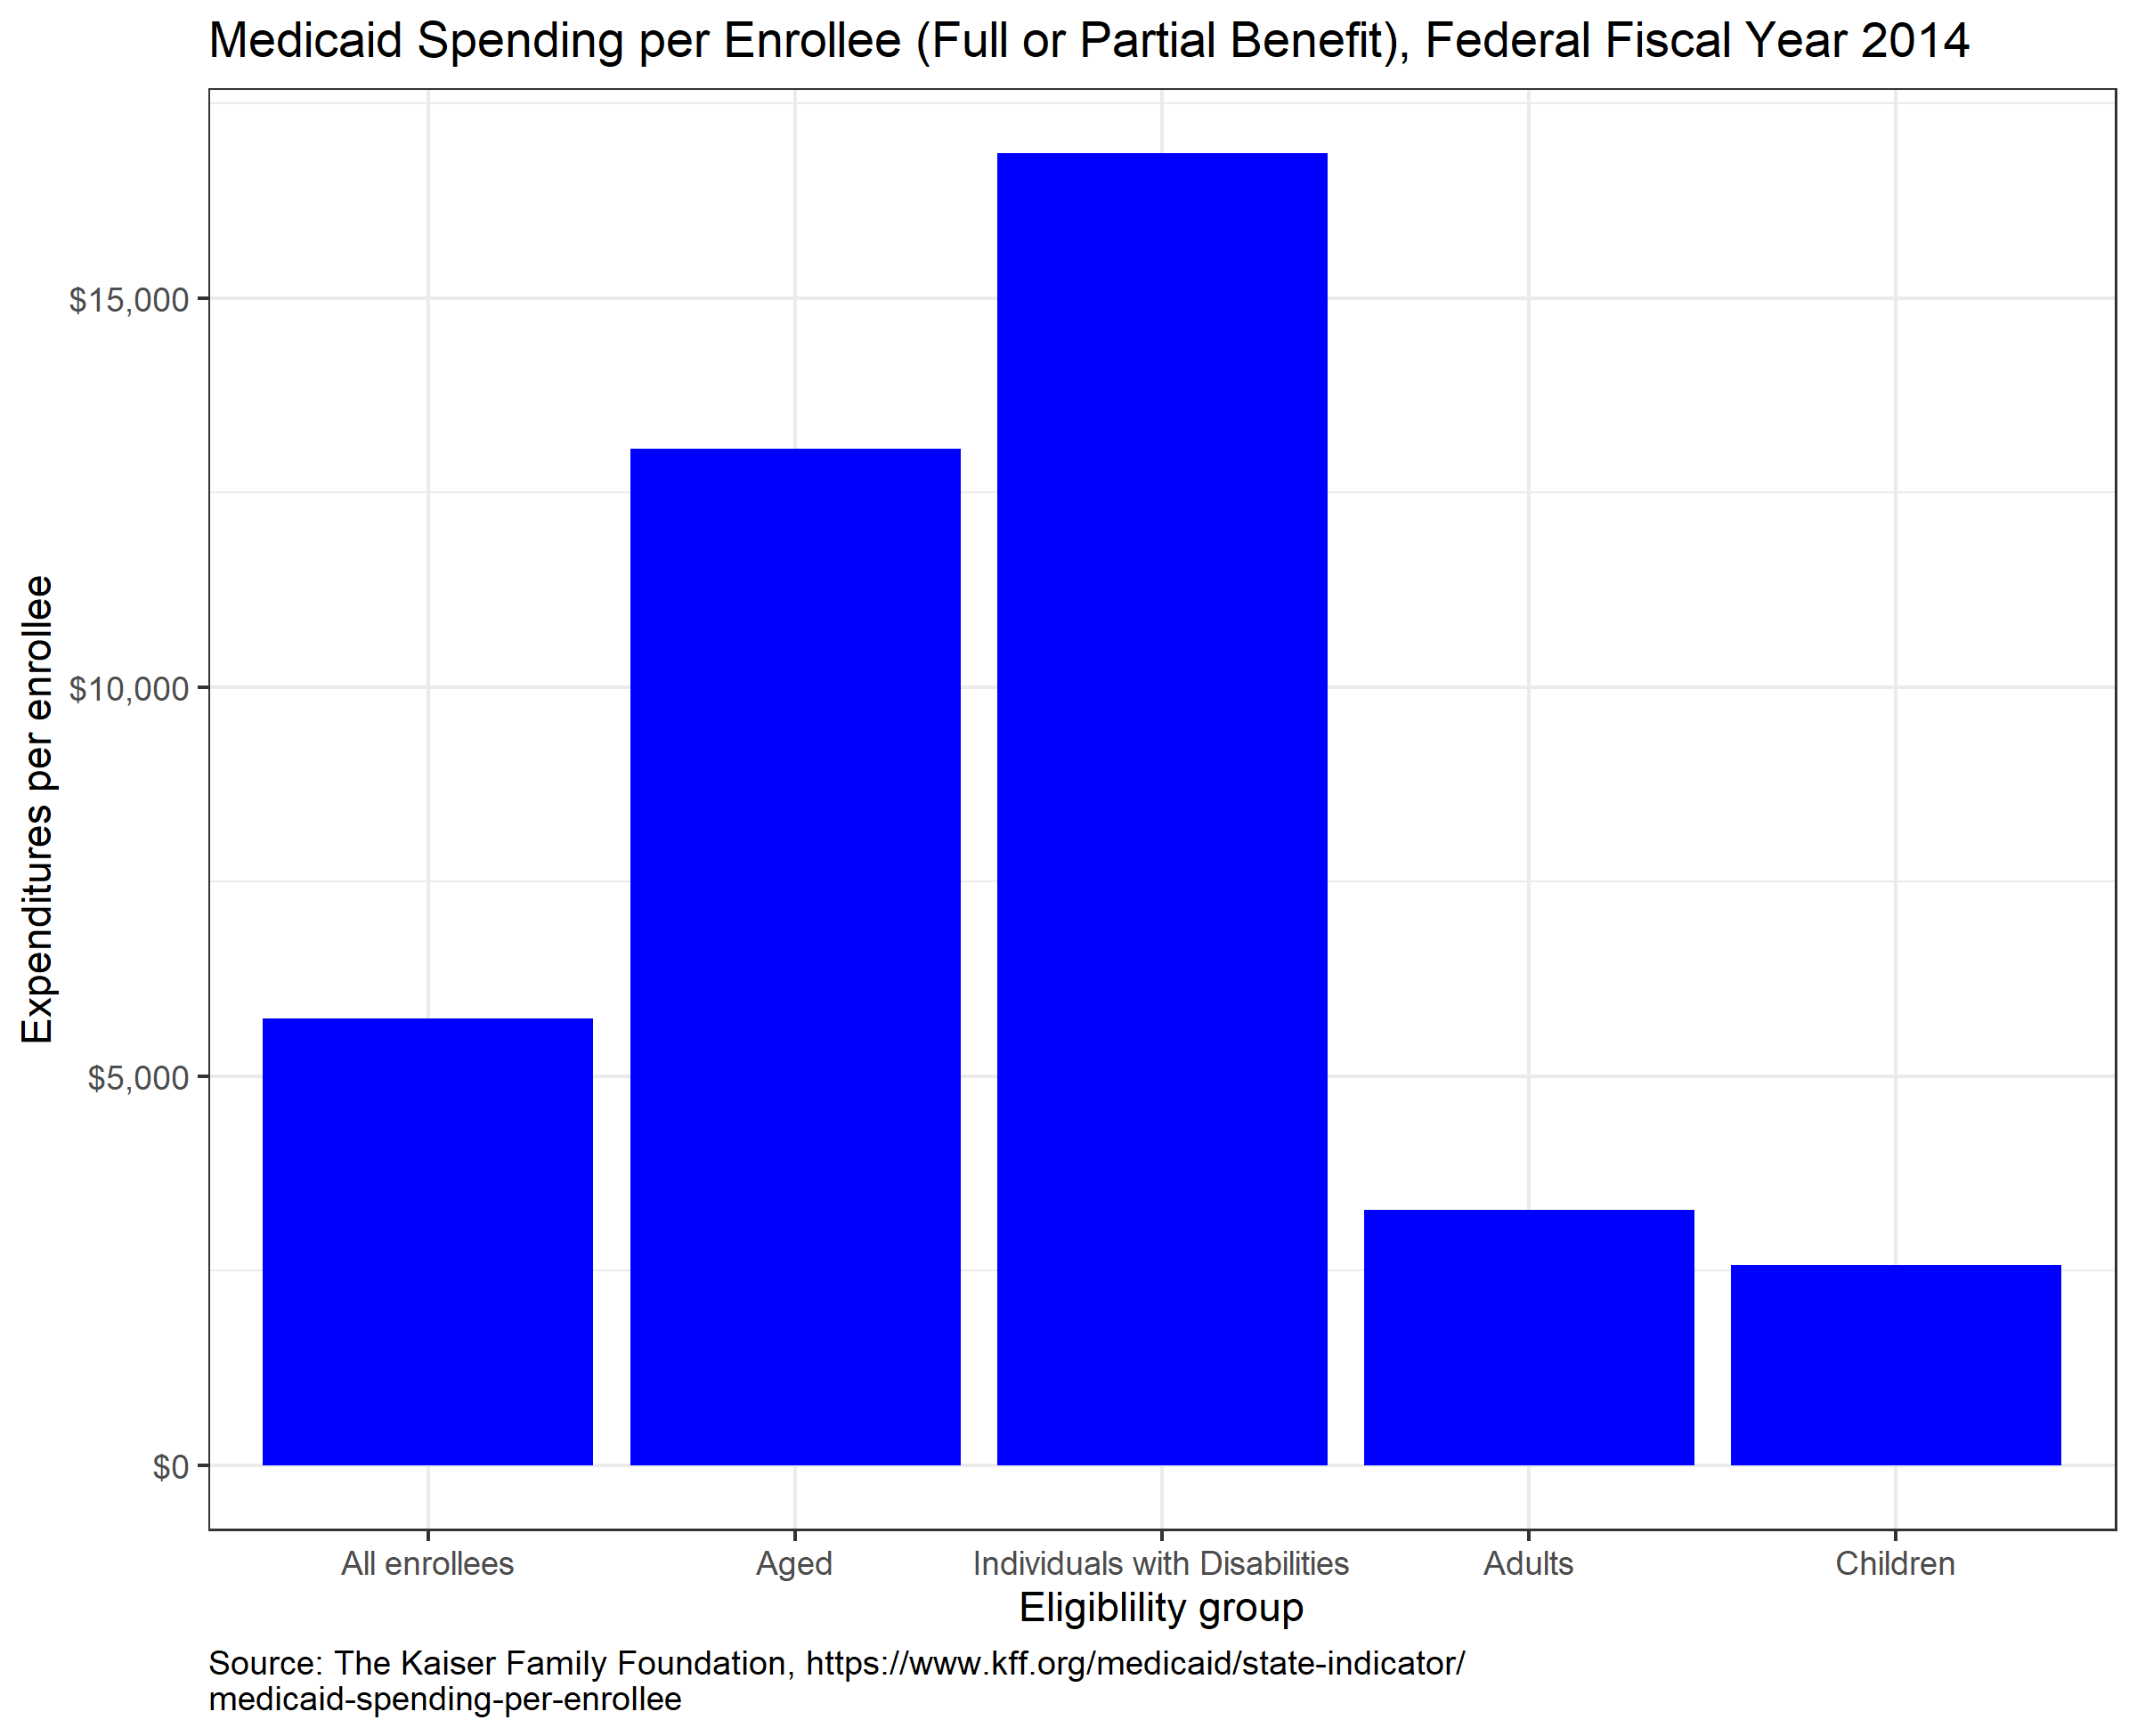 Medicaid Spending per Enrollee (Full or Partial Benefit), Federal Fiscal Year 2014
Expenditures per enrollee
$15,000
$10,000
$5,000
$0
All enrollees
Aged
Individuals with Disabilities
Adults
Children
Eligiblility group
Source: The Kaiser Family Foundation, https://www.kff.org/medicaid/state-indicator/
medicaid-spending-per-enrollee